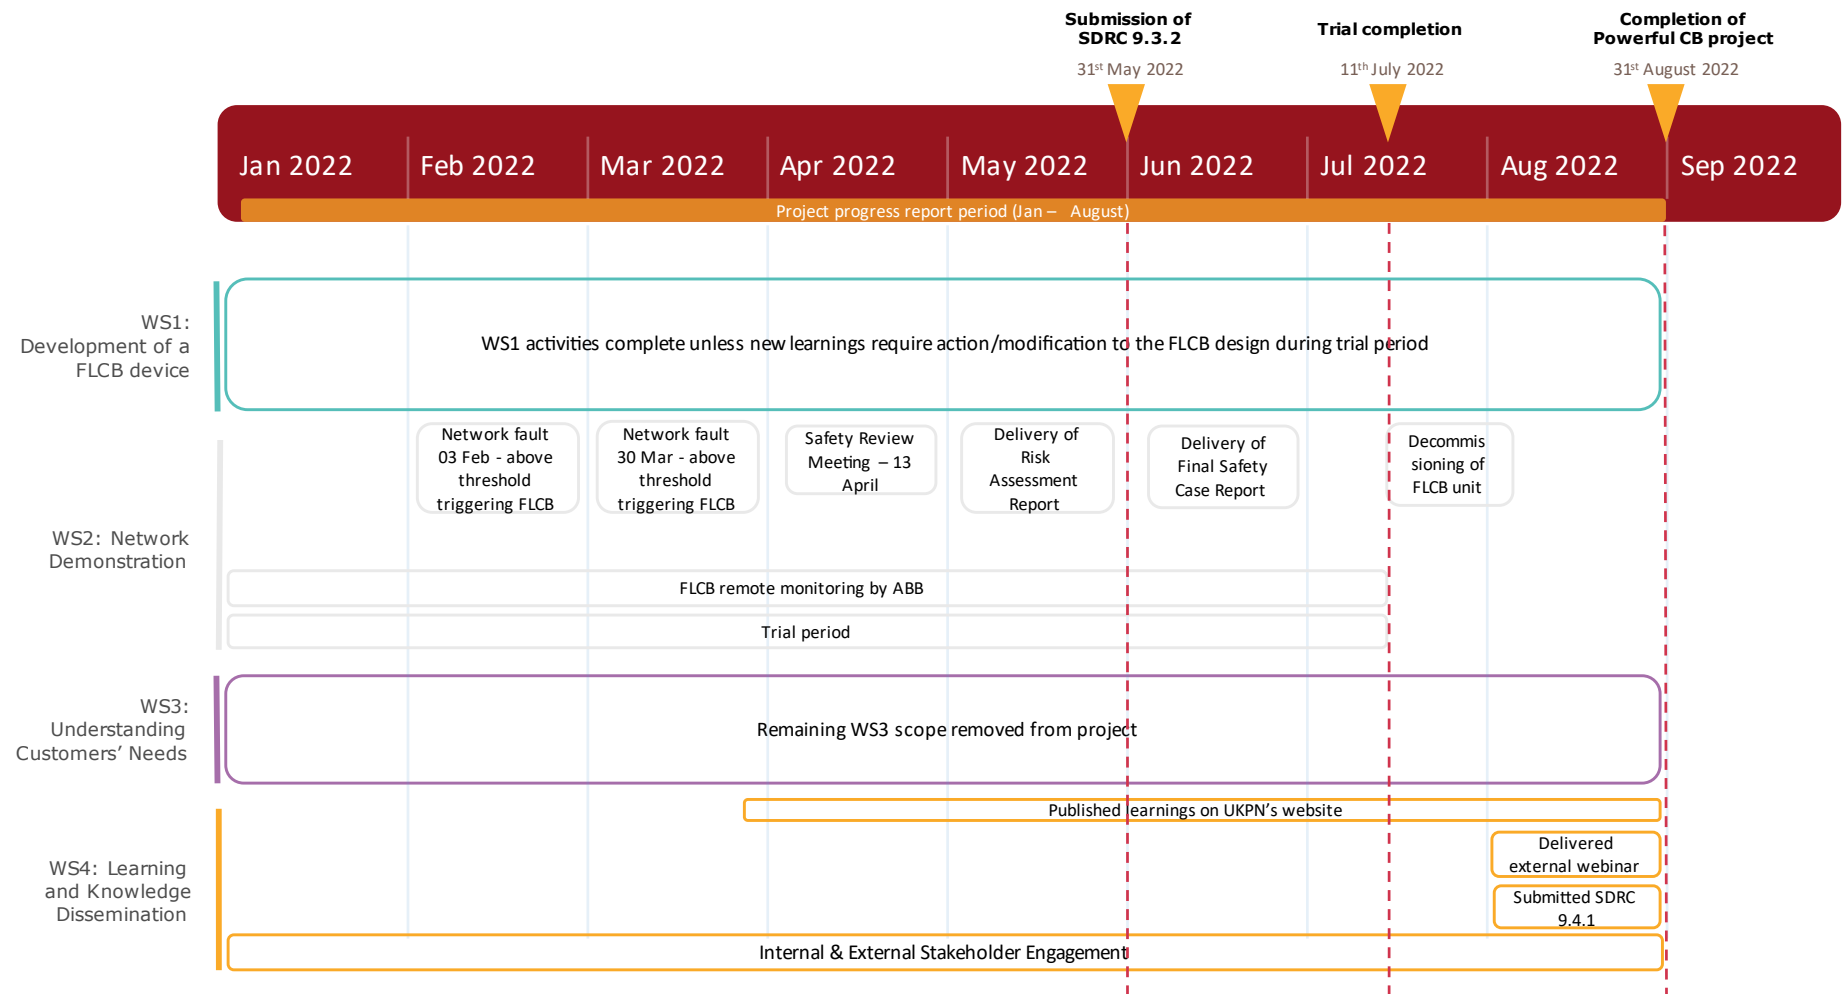 Submission of
SDRC 9.3.2
31st May 2022
Trial completion
11th July 2022
Completion of
Powerful CB project
31st August 2022
Jan 2022
Feb 2022
Mar 2022
Apr 2022
May 2022
Jun 2022
Jul 2022
Aug 2022
Sep 2022
Project progress report period (Jan – August)
WS1:
Development of a
FLCB device
WS1 activities complete unless new learnings require action/modification to the FLCB design during trial period
WS2: Network
Demonstration
Network fault
03 Feb - above
threshold
triggering FLCB
Network fault
30 Mar - above
threshold
triggering FLCB
Safety Review
Meeting – 13
April
Delivery of
Risk
Assessment
Report
Delivery of
Final Safety
Case Report
Decommis
sioning of
FLCB unit
FLCB remote monitoring by ABB
Trial period
WS3:
Understanding
Customers’ Needs
Remaining WS3 scope removed from project
WS4: Learning
and Knowledge
Dissemination
Published learnings on UKPN’s website
Delivered
external webinar
Submitted SDRC
9.4.1
Internal & External Stakeholder Engagement